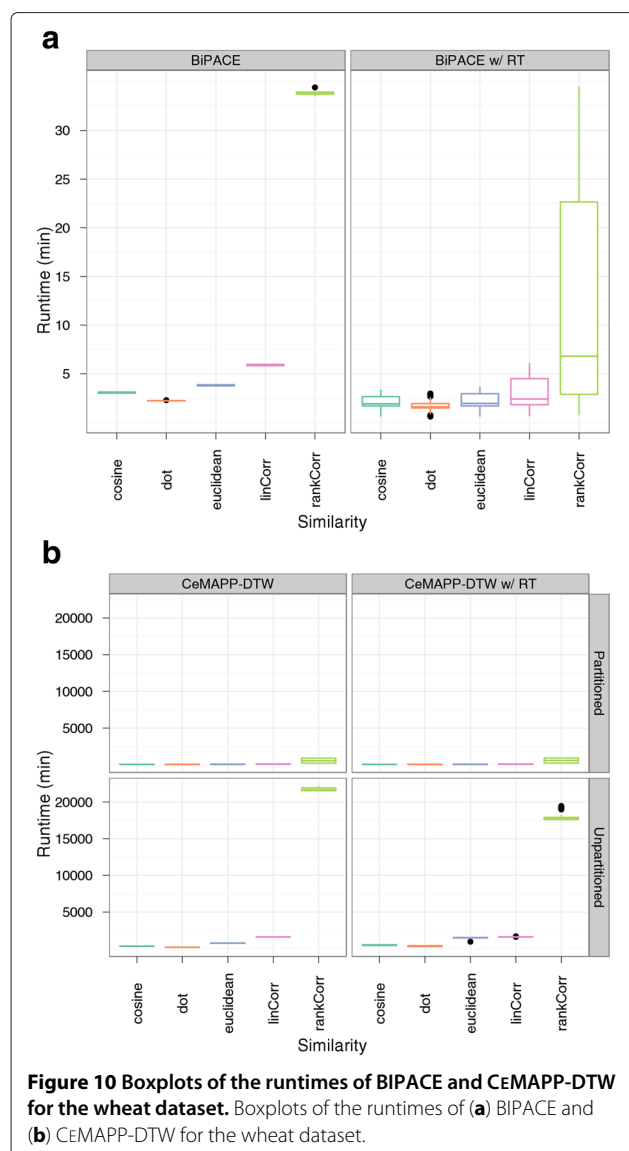 a
BiPACE
BiPACE w/ RT
Runtime (min)
30
25
20
15
10
5
cosine
dot
euclidean
linCorr
rankCorr
cosine
dot
euclidean
linCorr
rankCorr
Similarity
b
CeMAPP-DTW
CeMAPP-DTW w/ RT
Runtime (min)
20000
15000
10000
5000
Partitioned
20000
15000
10000
5000
Unpartitioned
cosine
dot
euclidean
linCorr
rankCorr
cosine
dot
euclidean
linCorr
rankCorr
Similarity
Figure 10 Boxplots of the runtimes of BIPACE and CEMAPP-DTW
for the wheat dataset. Boxplots of the runtimes of (a) BIPACE and
(b) CEMAPP-DTW for the wheat dataset.